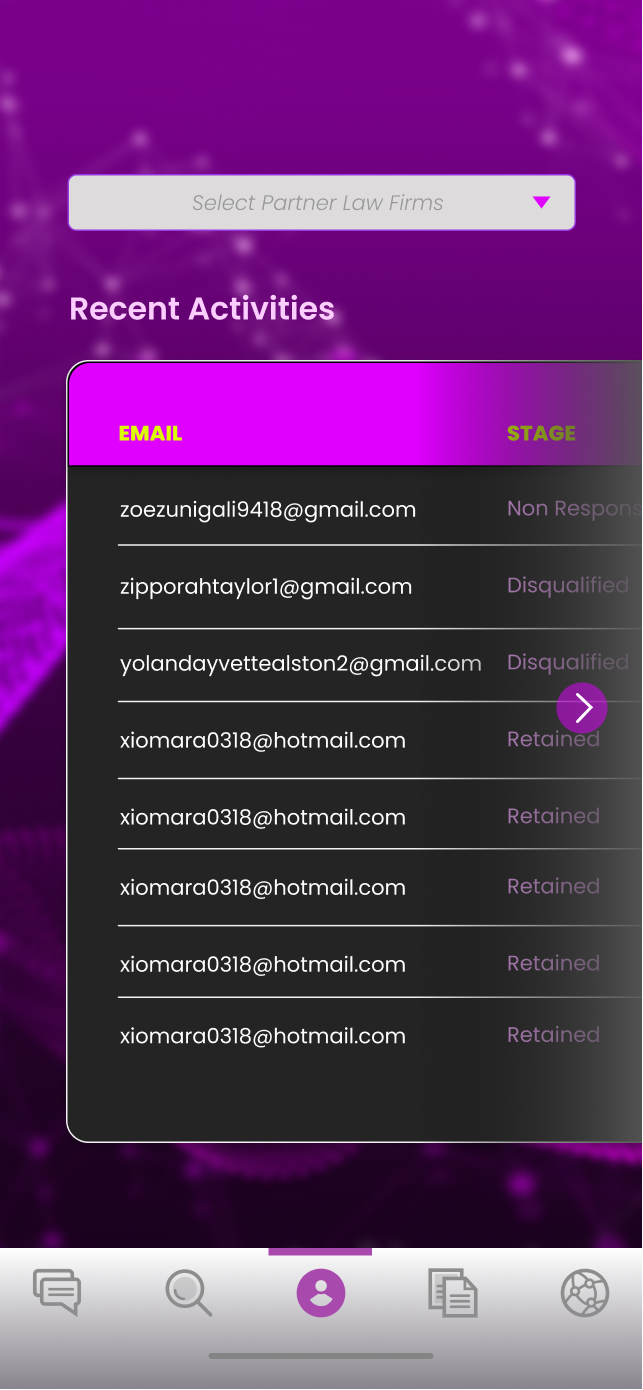 Select Partner Law Firms
Recent Activities
EMAIL STAGE
zoezunigali9418@gmail.com Non Respons
zipporahtaylor1@gmail.com Disqualified
yolandayvettealston2@gmail.com Disqualified
xiomara0318@hotmail.com Retained
xiomara0318@hotmail.com Retained
xiomara0318@hotmail.com Retained
xiomara0318@hotmail.com Retained
xiomara0318@hotmail.com Retained